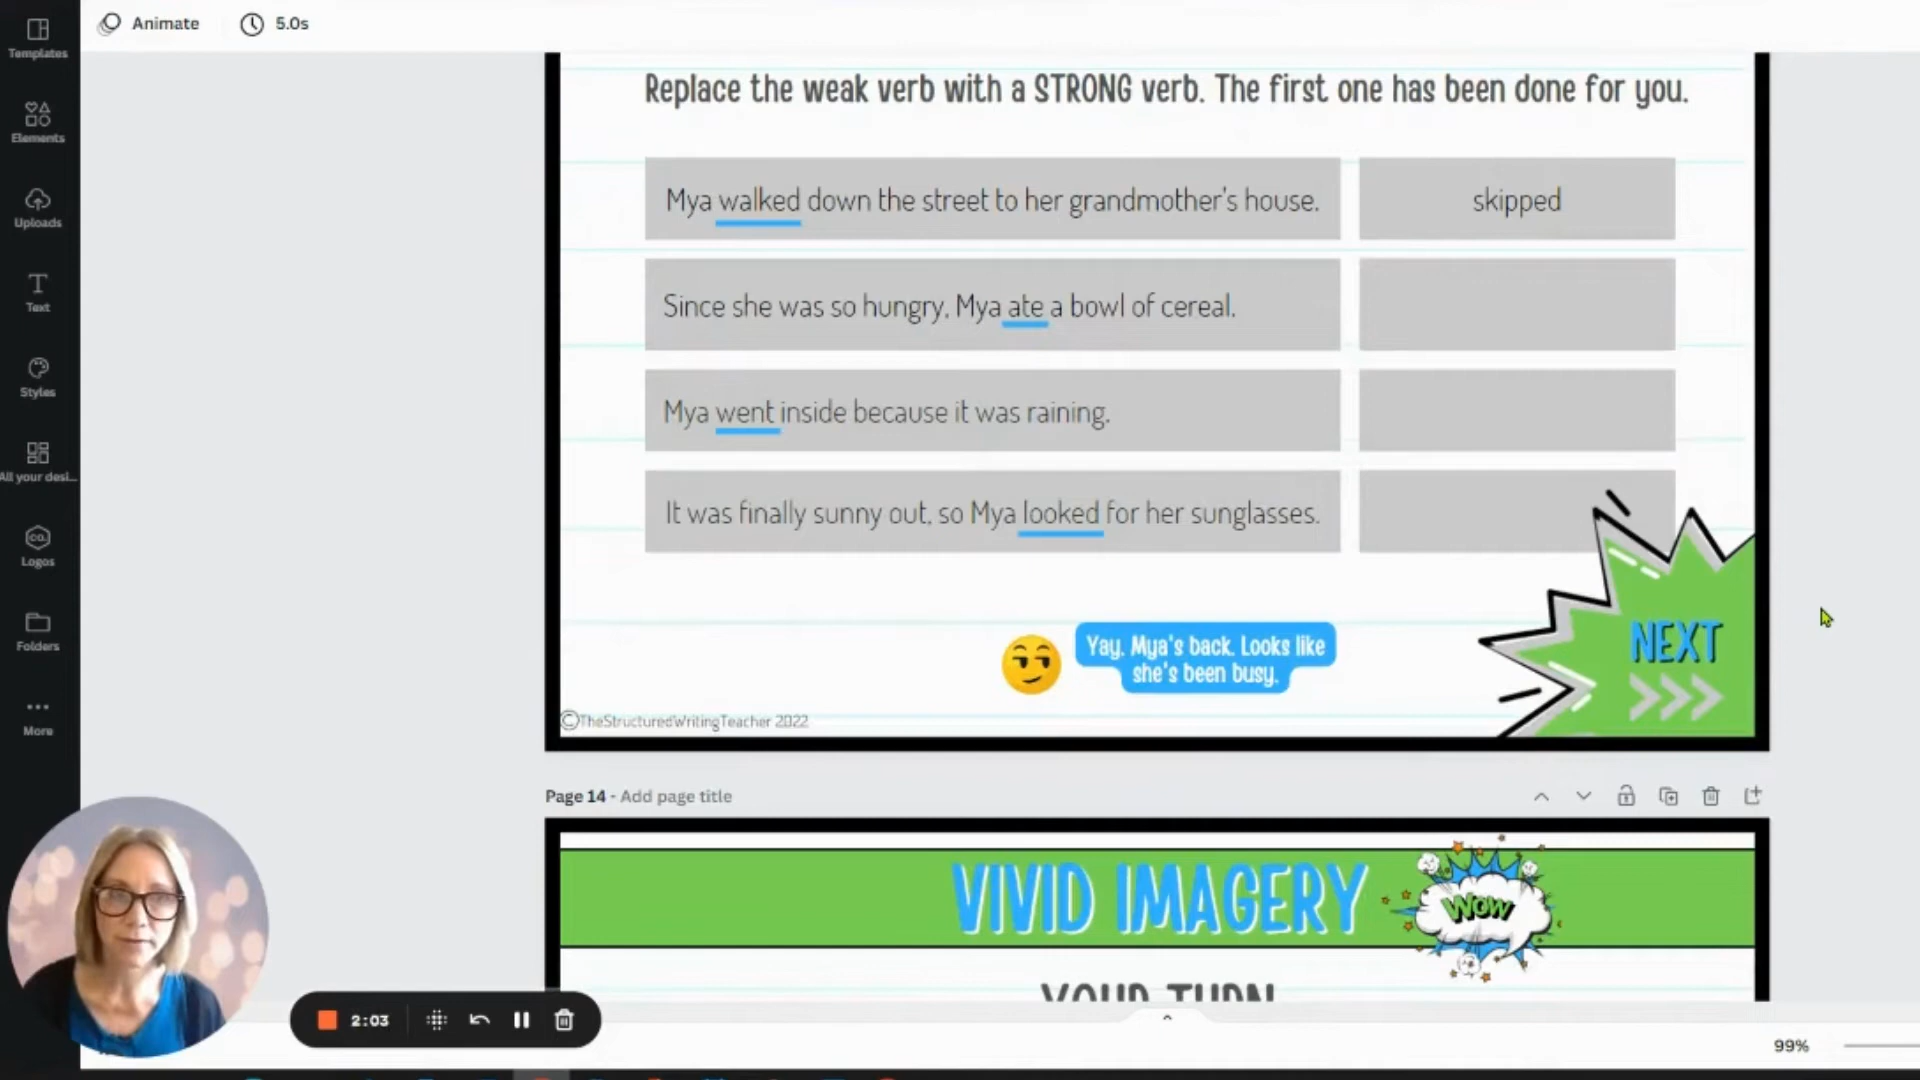 Animate
5.0s
Templates
Elements
Uploads
Text
Styles
All your desi...
Logos
CO.
Folders
More
Replace the weak verb with a STRONG verb. The first one has been done for you.
Mya walked down the street to her grandmother's house.
skipped
Since she was so hungry, Mya ate a bowl of cereal.
Mya went inside because it was raining.
It was finally sunny out, so Mya looked for her sunglasses.
Yay, Mya's back. Looks like
she's been busy.
NEXT
©TheStructuredWritingTeacher 2022
Page 14 - Add page title
VIVID IMAGERY
WOW
YOUR TURN
2:03
99%